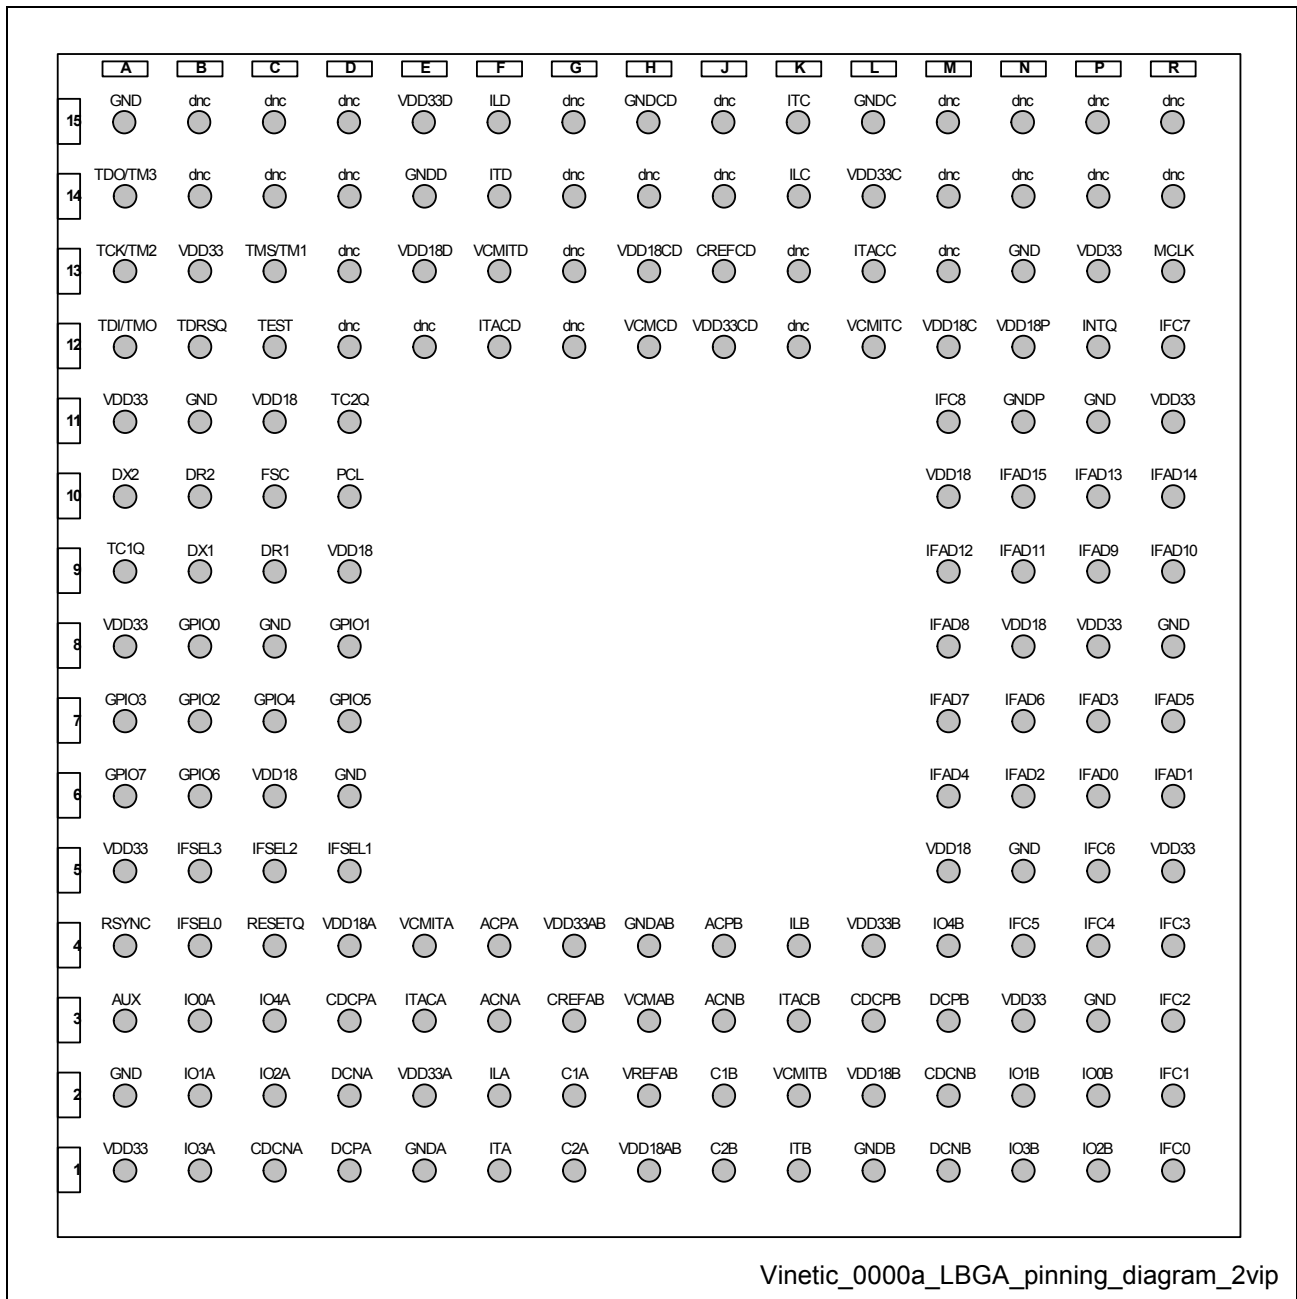 A B C D E F G H J K L M N P R
GND dnc dnc dnc VDD33D ILD dnc GNDCD dnc ITC GNDC dnc dnc dnc dnc
15
TDO/TM3 dnc dnc dnc GNDD ITD dnc dnc dnc ILC VDD33C dnc dnc dnc dnc
14
TCK/TM2 VDD33 TMS/TM1 dnc VDD18D VCMITD dnc VDD18CD CREFCD dnc ITACC dnc GND VDD33 MCLK
13
TDI/TMO TDRSQ TEST dnc dnc ITACD dnc VCMCD VDD33CD dnc VCMITC VDD18C VDD18P INTQ IFC7
12
VDD33 GND VDD18 TC2Q IFC8 GNDP GND VDD33
11
DX2 DR2 FSC PCL VDD18 IFAD15 IFAD13 IFAD14
10
TC1Q DX1 DR1 VDD18 IFAD12 IFAD11 IFAD9 IFAD10
9
VDD33 GPIO0 GND GPIO1 IFAD8 VDD18 VDD33 GND
8
GPIO3 GPIO2 GPIO4 GPIO5 IFAD7 IFAD6 IFAD3 IFAD5
7
GPIO7 GPIO6 VDD18 GND IFAD4 IFAD2 IFAD0 IFAD1
6
VDD33 IFSEL3 IFSEL2 IFSEL1 VDD18 GND IFC6 VDD33
5
RSYNC IFSEL0 RESETQ VDD18A VCMITA ACPA VDD33AB GNDAB ACPB ILB VDD33B IO4B IFC5 IFC4 IFC3
4
AUX IO0A IO4A CDCPA ITACA ACNA CREFAB VCMAB ACNB ITACB CDCPB DCPB VDD33 GND IFC2
3
GND IO1A IO2A DCNA VDD33A ILA C1A VREFAB C1B VCMITB VDD18B CDCNB IO1B IO0B IFC1
2
VDD33 IO3A CDCNA DCPA GNDA ITA C2A VDD18AB C2B ITB GNDB DCNB IO3B IO2B IFC0
1
Vinetic_0000a_LBGA_pinning_diagram_2vip